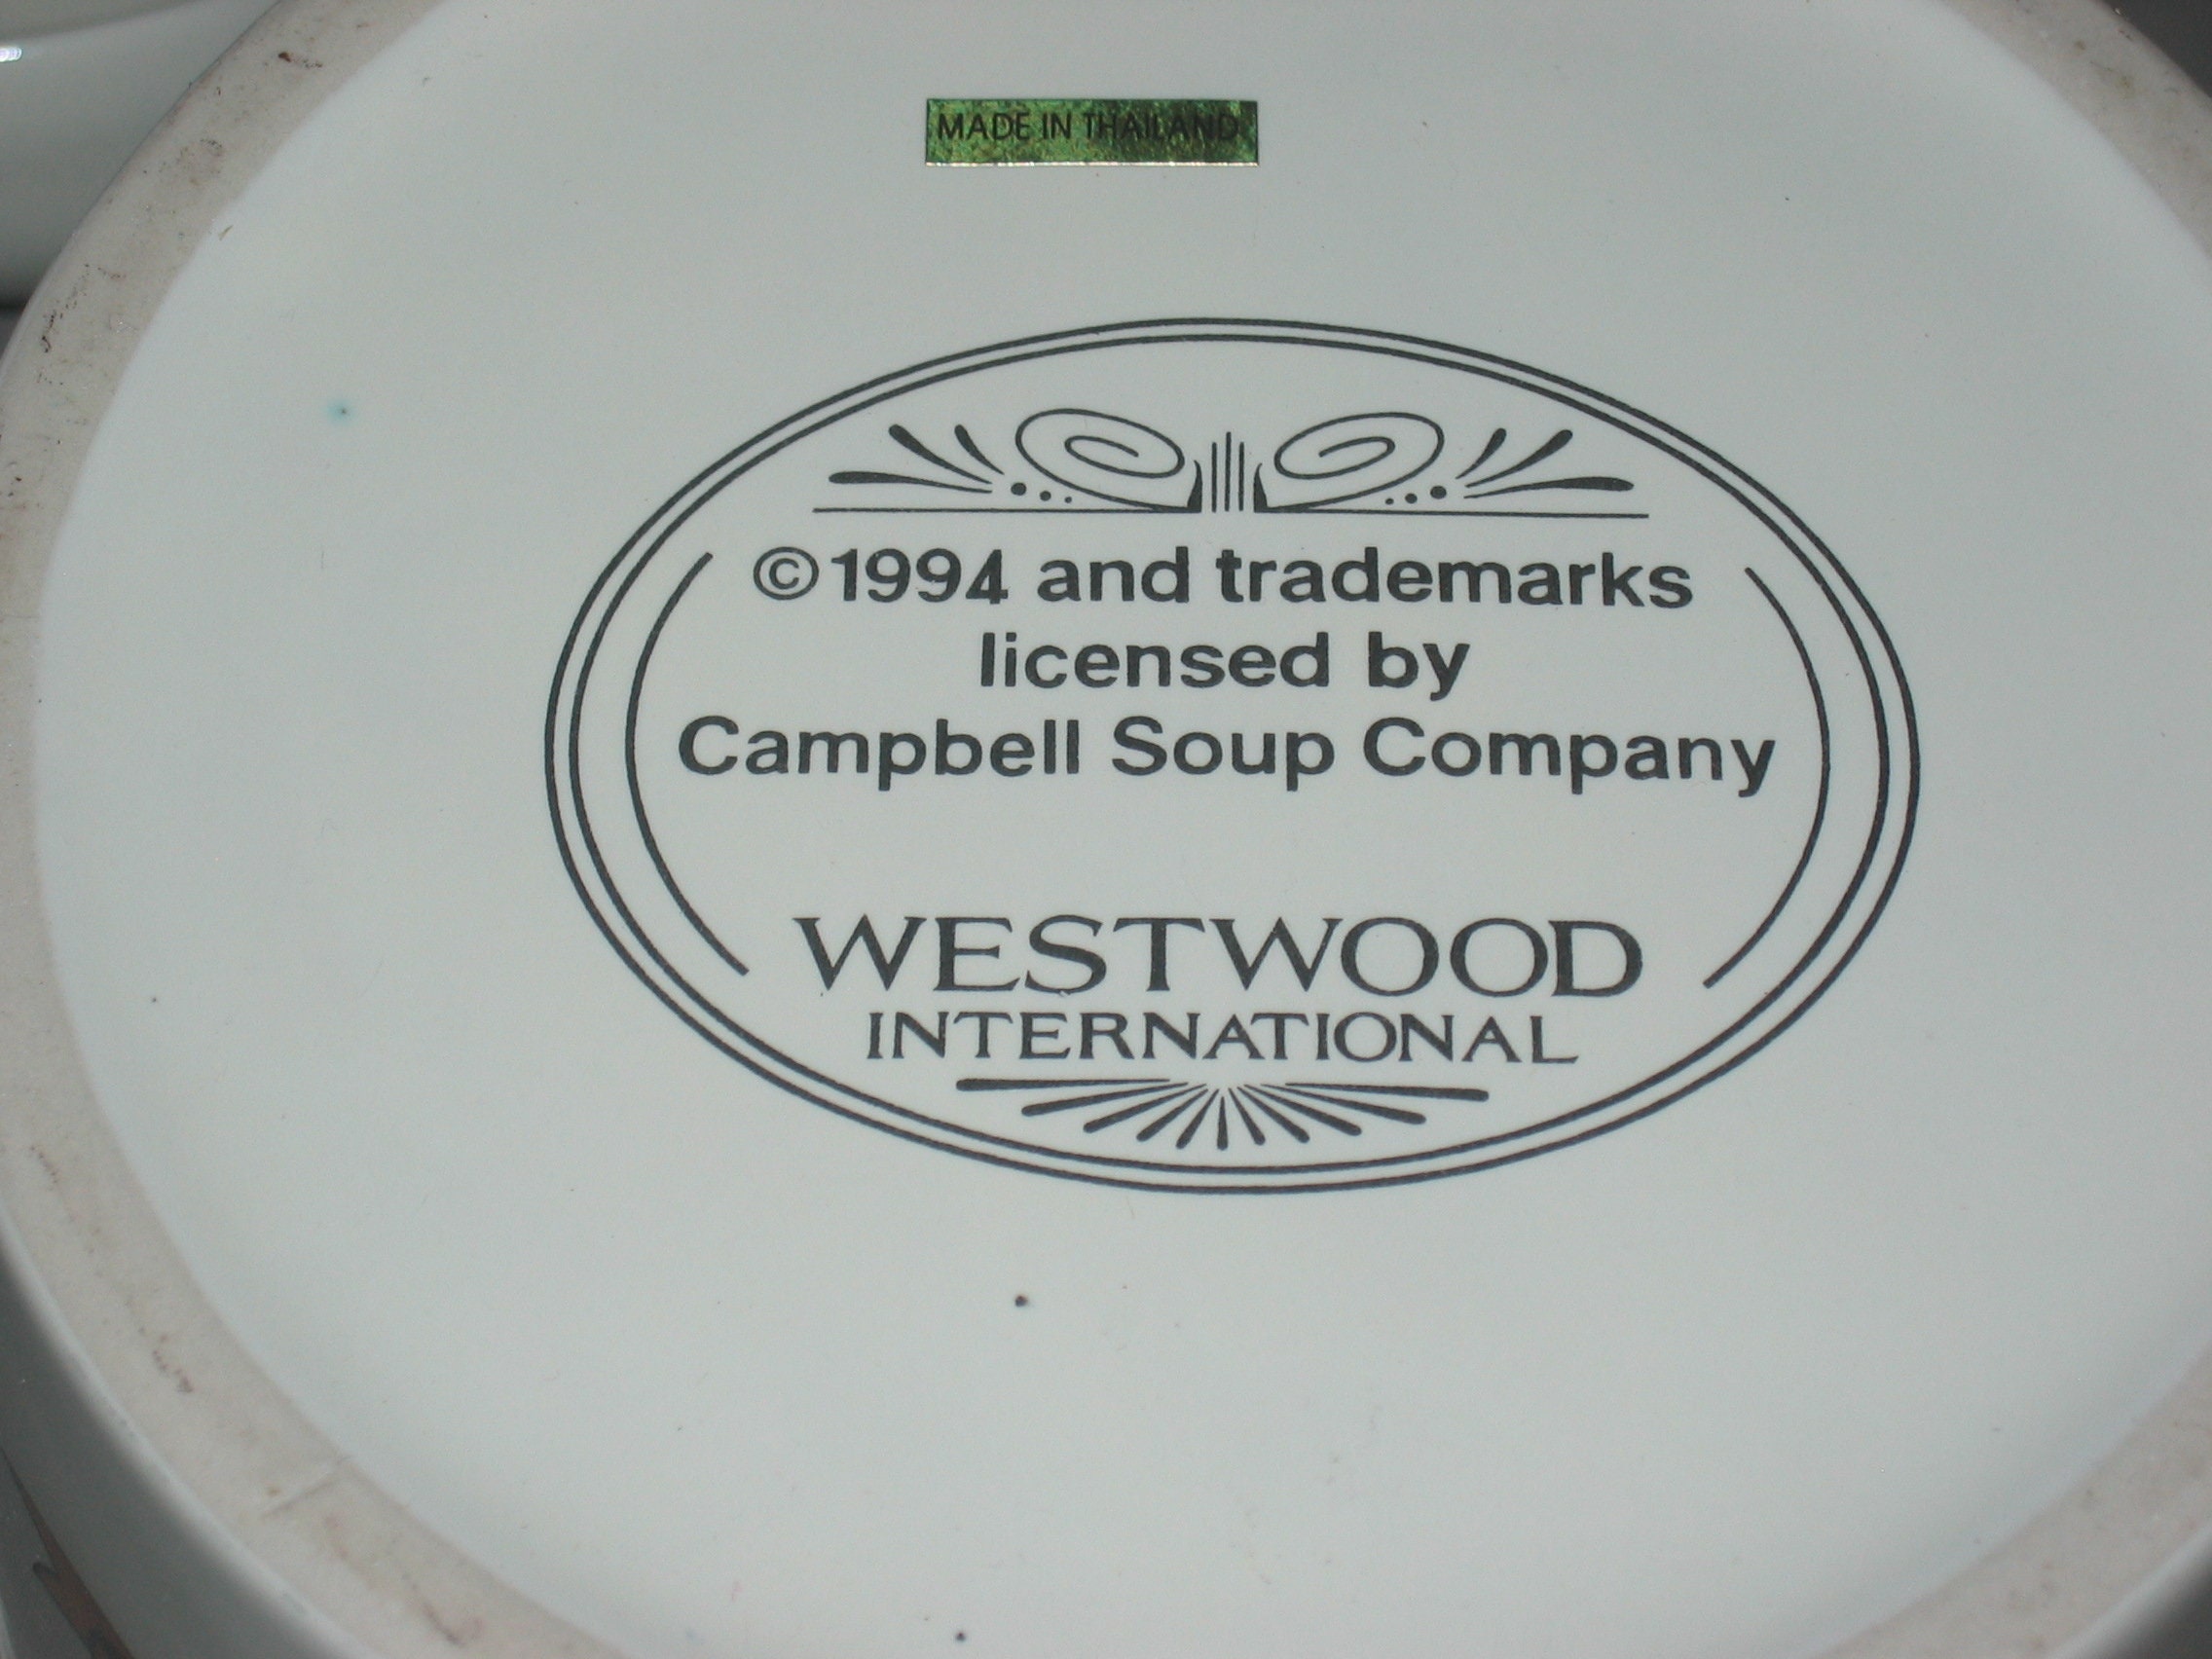 MADE IN THAILAND
©1994 and trademarks
licensed by
Campbell Soup Company
WESTWOOD
INTERNATIONAL